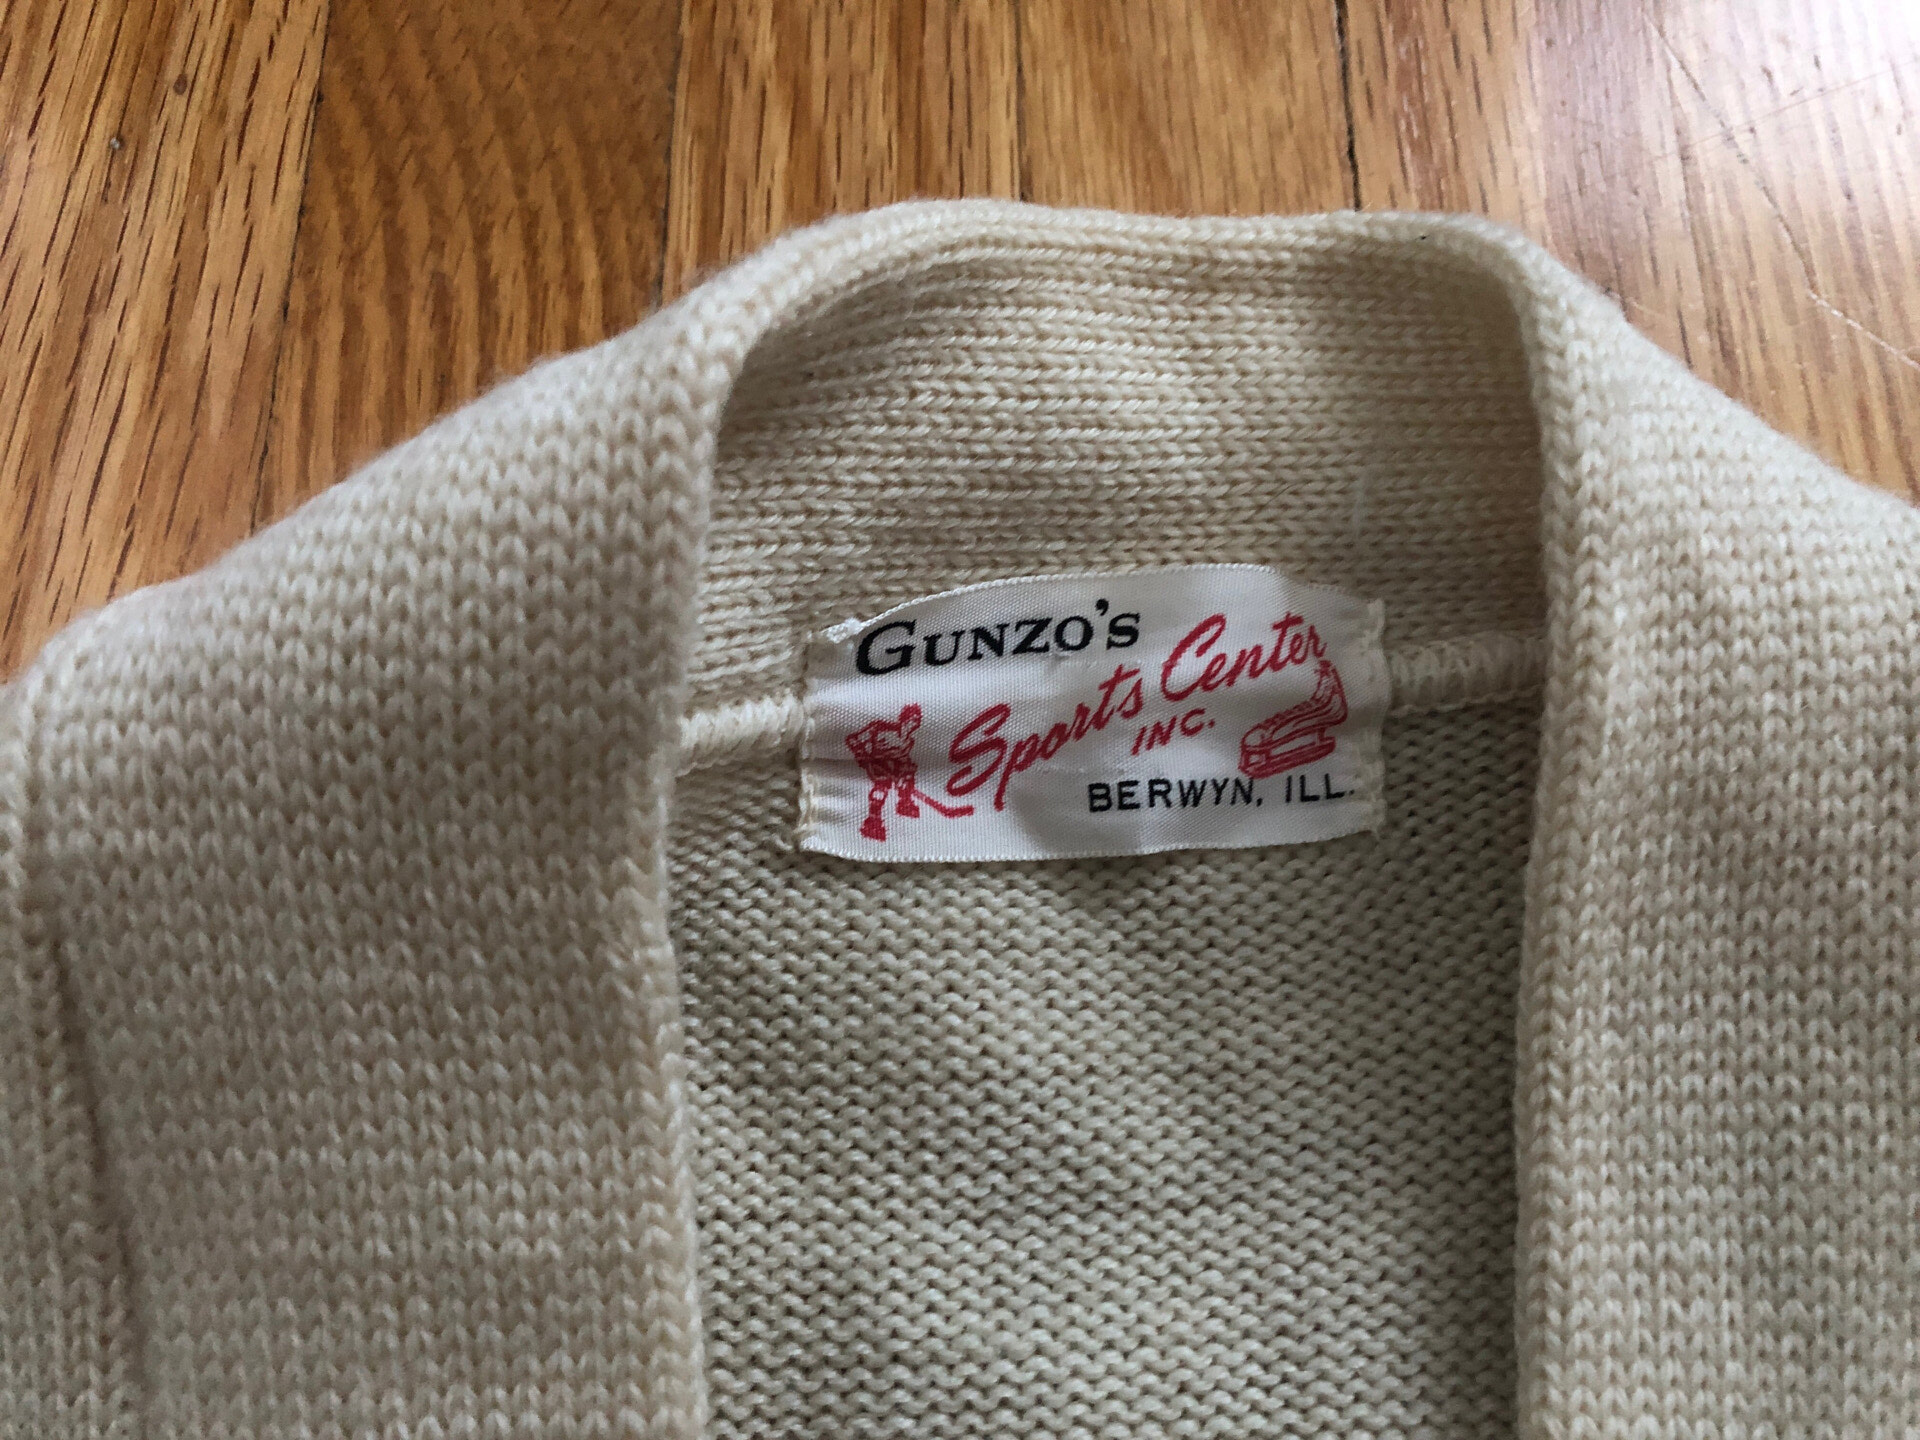 GUNZO'S
Sports Center
INC.
BERWYN, ILL.